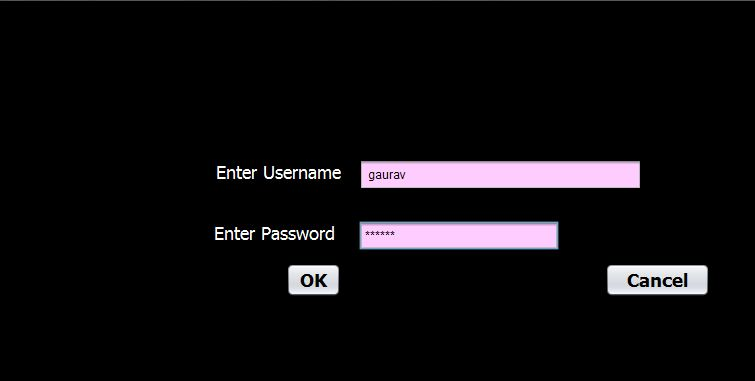 Enter Username gaurav
Enter Password ******
OK Cancel